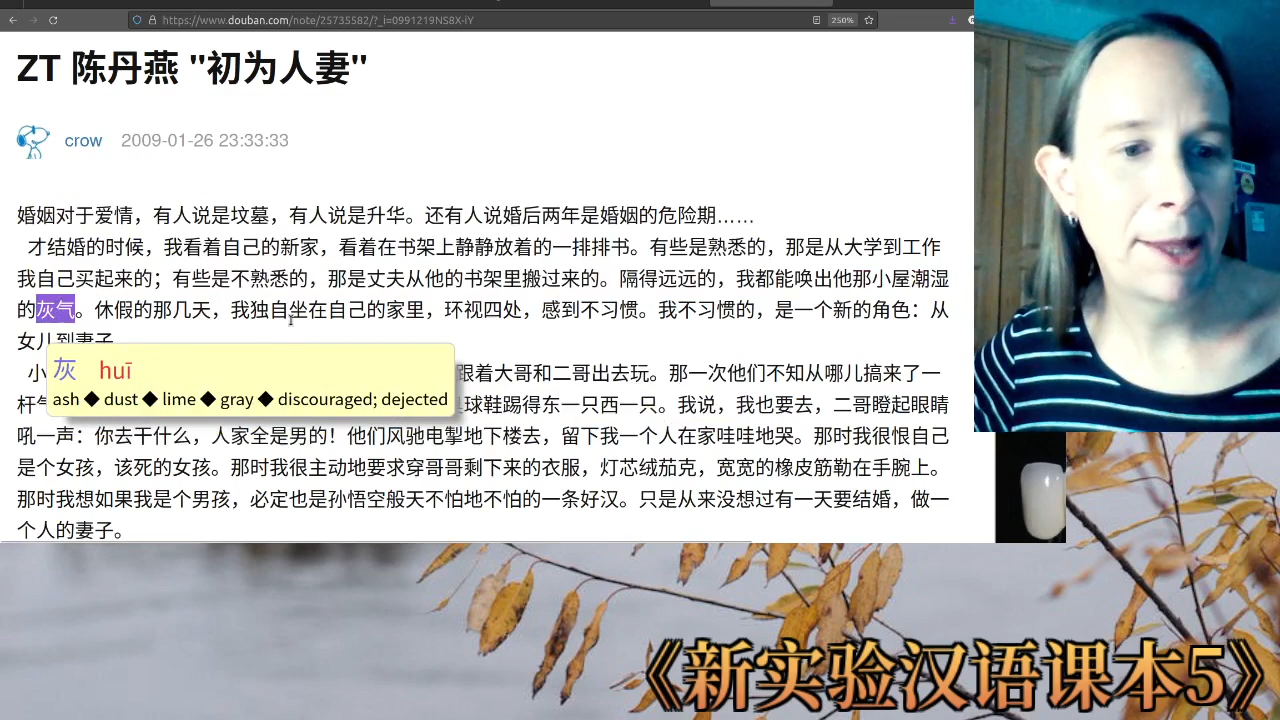 https://www.douban.com/note/25735582/?_i=0991219NS8X-iY
250%
ZT 陈丹燕 "初为人妻"
crow 2009-01-26 23:33:33
婚姻对于爱情，有人说是坟墓，有人说是升华。还有人说婚后两年是婚姻的危险期……
才结婚的时候，我看着自己的新家，看着在书架上静静放着的一排排书。有些是熟悉的，那是从大学到工作
我自己买起来的；有些是不熟悉的，那是丈夫从他的书架里搬过来的。隔得远远的，我都能唤出他那小屋潮湿
的灰气。休假的那几天，我独自坐在自己的家里，环视四处，感到不习惯。我不习惯的，是一个新的角色：从
女儿到妻子
小
跟着大哥和二哥出去玩。那一次他们不知从哪儿搞来了一
灰 huī
ash ◆ dust ◆ lime ◆ gray ◆ discouraged; dejected
杆
球鞋踢得东一只西一只。我说，我也要去，二哥瞪起眼睛
吼一声：你去干什么，人家全是男的！他们风驰电掣地下楼去，留下我一个人在家哇哇地哭。那时我很恨自己
是个女孩，该死的女孩。那时我很主动地要求穿哥哥剩下来的衣服，灯芯绒茄克，宽宽的橡皮筋勒在手腕上。
那时我想如果我是个男孩，必定也是孙悟空般天不怕地不怕的一条好汉。只是从来没想过有一天要结婚，做一
个人的妻子。
《新实验汉语课本5》